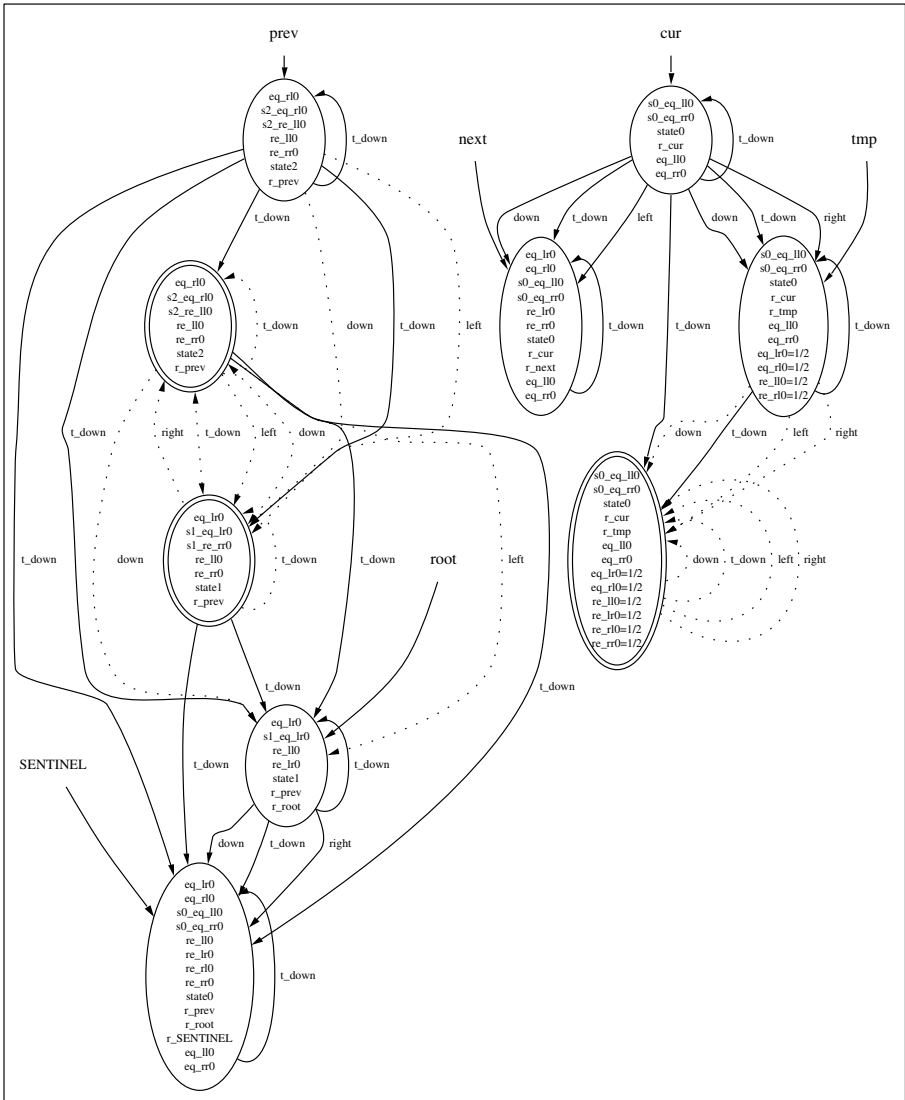 prev
cur
next
tmp
eq_rl0
s2_eq_rl0
s2_re_ll0
re_ll0
re_rr0
state2
r_prev
t_down
s0_eq_ll0
s0_eq_rr0
state0
r_cur
eq_ll0
eq_rr0
t_down
t_down
down
t_down
left
down
t_down
right
eq_rl0
s2_eq_rl0
s2_re_ll0
re_ll0
re_rr0
state2
r_prev
t_down
down
t_down
left
eq_lr0
eq_rl0
s0_eq_ll0
s0_eq_rr0
re_lr0
re_rr0
state0
r_cur
r_next
eq_ll0
eq_rr0
t_down
t_down
s0_eq_ll0
s0_eq_rr0
state0
r_cur
r_tmp
eq_ll0
eq_rr0
eq_lr0=1/2
eq_rl0=1/2
re_ll0=1/2
re_rl0=1/2
t_down
t_down
right
t_down
left
down
down
t_down
left
right
eq_lr0
s1_eq_lr0
s1_re_rr0
re_ll0
re_rr0
state1
r_prev
t_down
t_down
down
t_down
left
root
s0_eq_ll0
s0_eq_rr0
state0
r_cur
r_tmp
eq_ll0
eq_rr0
eq_lr0=1/2
eq_rl0=1/2
re_ll0=1/2
re_lr0=1/2
re_rl0=1/2
re_rr0=1/2
down
t_down
left
right
t_down
t_down
eq_lr0
s1_eq_lr0
re_ll0
re_lr0
state1
r_prev
r_root
t_down
SENTINEL
t_down
down
t_down
right
eq_lr0
eq_rl0
s0_eq_ll0
s0_eq_rr0
re_ll0
re_lr0
re_rl0
re_rr0
state0
r_prev
r_root
r_SENTINEL
eq_ll0
eq_rr0
t_down